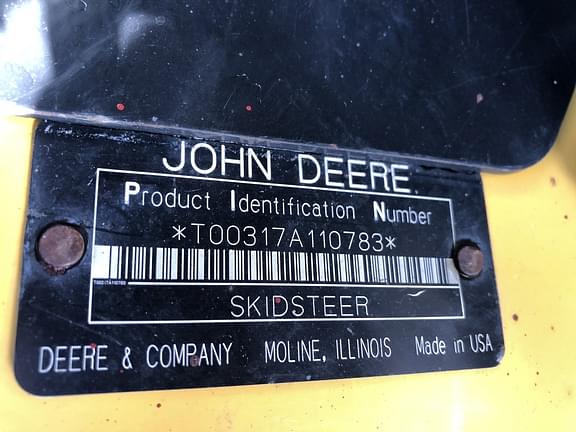 JOHN DEERE
Product Identification Number
*T00317A110783*
SKIDSTEER
DEERE & COMPANY MOLINE, ILLINOIS Made in USA